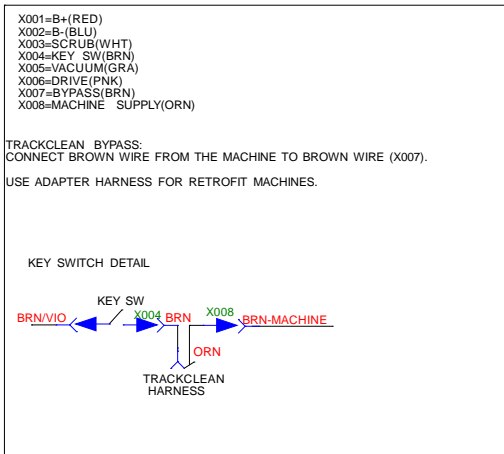 X001=B+(RED)
X002=B-(BLU)
X003=SCRUB(WHT)
X004=KEY SW(BRN)
X005=VACUUM(GRA)
X006=DRIVE(PNK)
X007=BYPASS(BRN)
X008=MACHINE SUPPLY(ORN)
TRACKCLEAN BYPASS:
CONNECT BROWN WIRE FROM THE MACHINE TO BROWN WIRE (X007).
USE ADAPTER HARNESS FOR RETROFIT MACHINES.
KEY SWITCH DETAIL
KEY SW
BRN/VIO
X004
BRN
X008
BRN-MACHINE
ORN
TRACKCLEAN
HARNESS